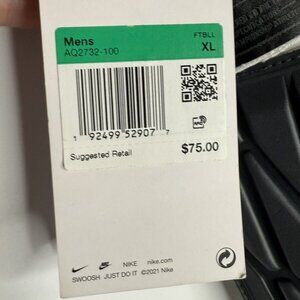 Mens
FTBLL
AQ2732-100
XL
1 92499 52907 7
Suggested Retail
$75.00
NIKE nike.com
SWOOSH JUST DO IT ©2021 Nike